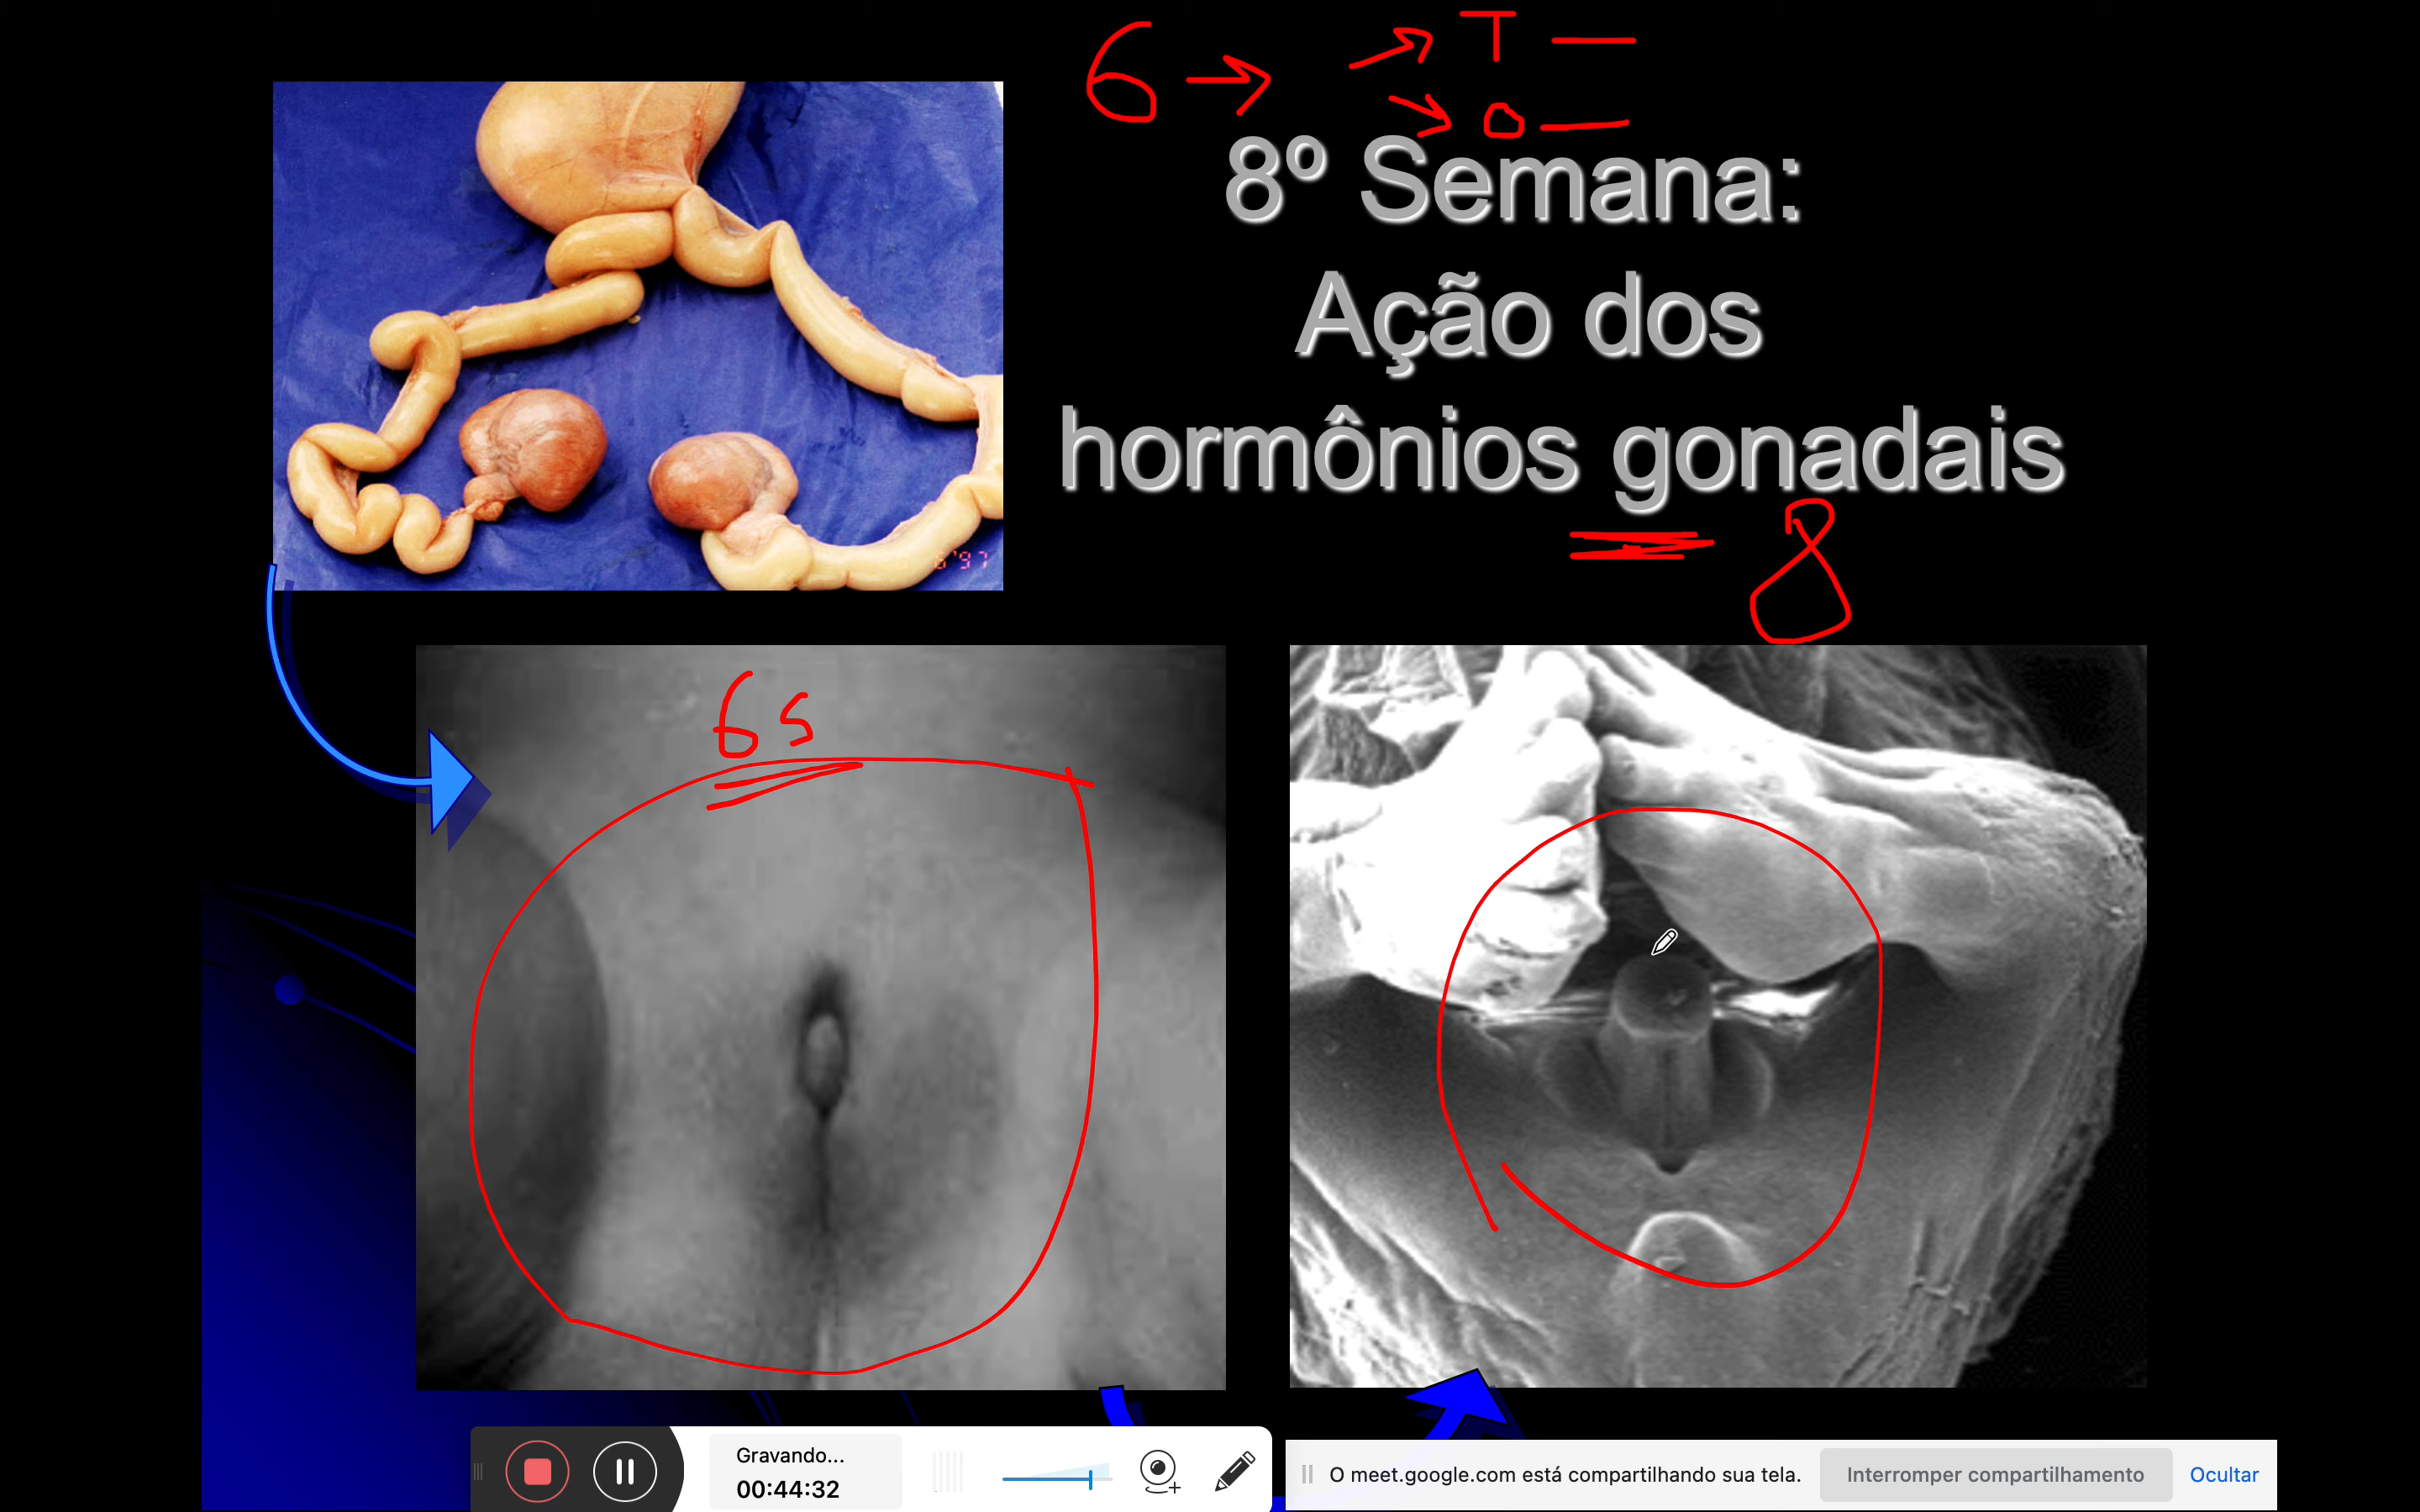 6 → → T —
→ o —
8º Semana:
Ação dos
hormônios gonadais
8
6 s
Gravando...
00:44:32
O meet.google.com está compartilhando sua tela.
Interromper compartilhamento
Ocultar